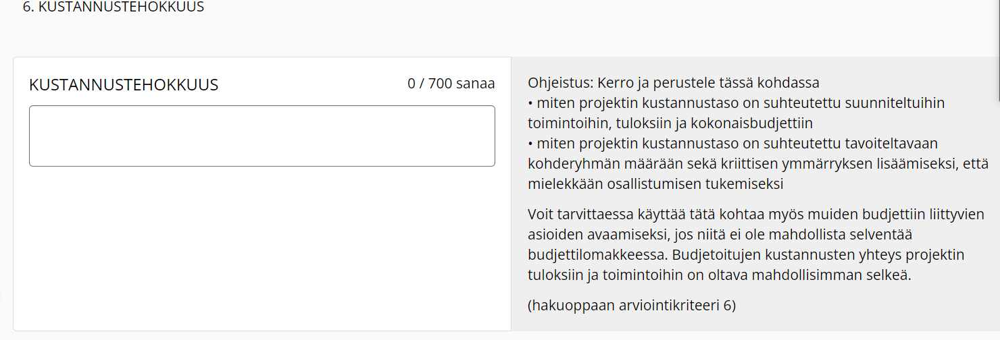 6. KUSTANNUSTEHOKKUUS
KUSTANNUSTEHOKKUUS
0 / 700 sanaa
Ohjeistus: Kerro ja perustele tässä kohdassa
• miten projektin kustannustaso on suhteutettu suunniteltuihin
toimintoihin, tuloksiin ja kokonaisbudjettiin
• miten projektin kustannustaso on suhteutettu tavoiteltavaan
kohderyhmän määrään sekä kriittisen ymmärryksen lisäämiseksi, että
mielekkään osallistumisen tukemiseksi
Voit tarvittaessa käyttää tätä kohtaa myös muiden budjettiin liittyvien
asioiden avaamiseksi, jos niitä ei ole mahdollista selventää
budjettilomakkeessa. Budjetoitujen kustannusten yhteys projektin
tuloksiin ja toimintoihin on oltava mahdollisimman selkeä.
(hakuoppaan arviointikriteeri 6)